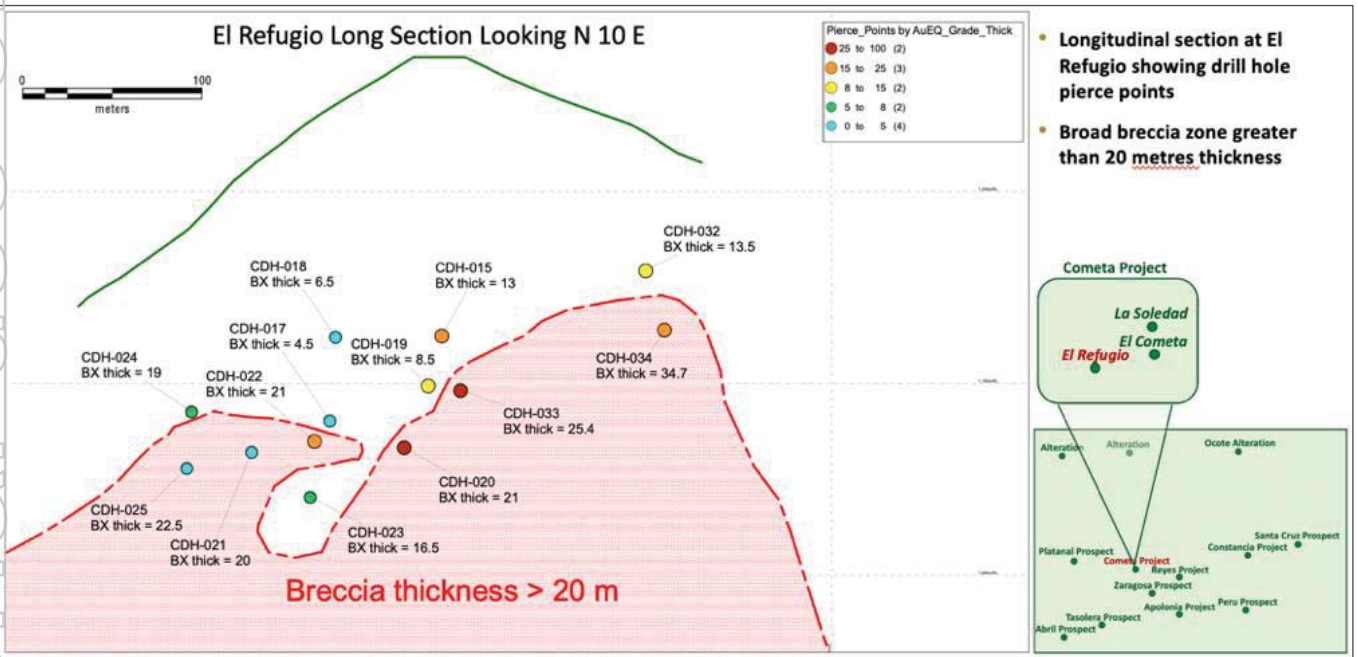 El Refugio Long Section Looking N 10 E
0 100
meters
Pierce_Points by AuEQ_Grade_Thick
25 to 100 (2)
15 to 25 (3)
8 to 15 (2)
5 to 8 (2)
0 to 5 (4)
CDH-032
BX thick = 13.5
CDH-018
BX thick = 6.5
CDH-015
BX thick = 13
CDH-017
BX thick = 4.5
CDH-019
BX thick = 8.5
CDH-024
BX thick = 19
CDH-022
BX thick = 21
CDH-034
BX thick = 34.7
CDH-033
BX thick = 25.4
CDH-020
BX thick = 21
CDH-025
BX thick = 22.5
CDH-021
BX thick = 20
CDH-023
BX thick = 16.5
Breccia thickness > 20 m
• Longitudinal section at El
Refugio showing drill hole
pierce points
• Broad breccia zone greater
than 20 metres thickness
Cometa Project
La Soledad
El Cometa
El Refugio
Alteration
Alteration
Ocote Alteration
Santa Cruz Prospect
Constancia Project
Platanal Prospect
Cometa Project
Reyes Project
Zaragosa Prospect
Apolonia Project
Peru Prospect
Tasolera Prospect
Abril Prospect